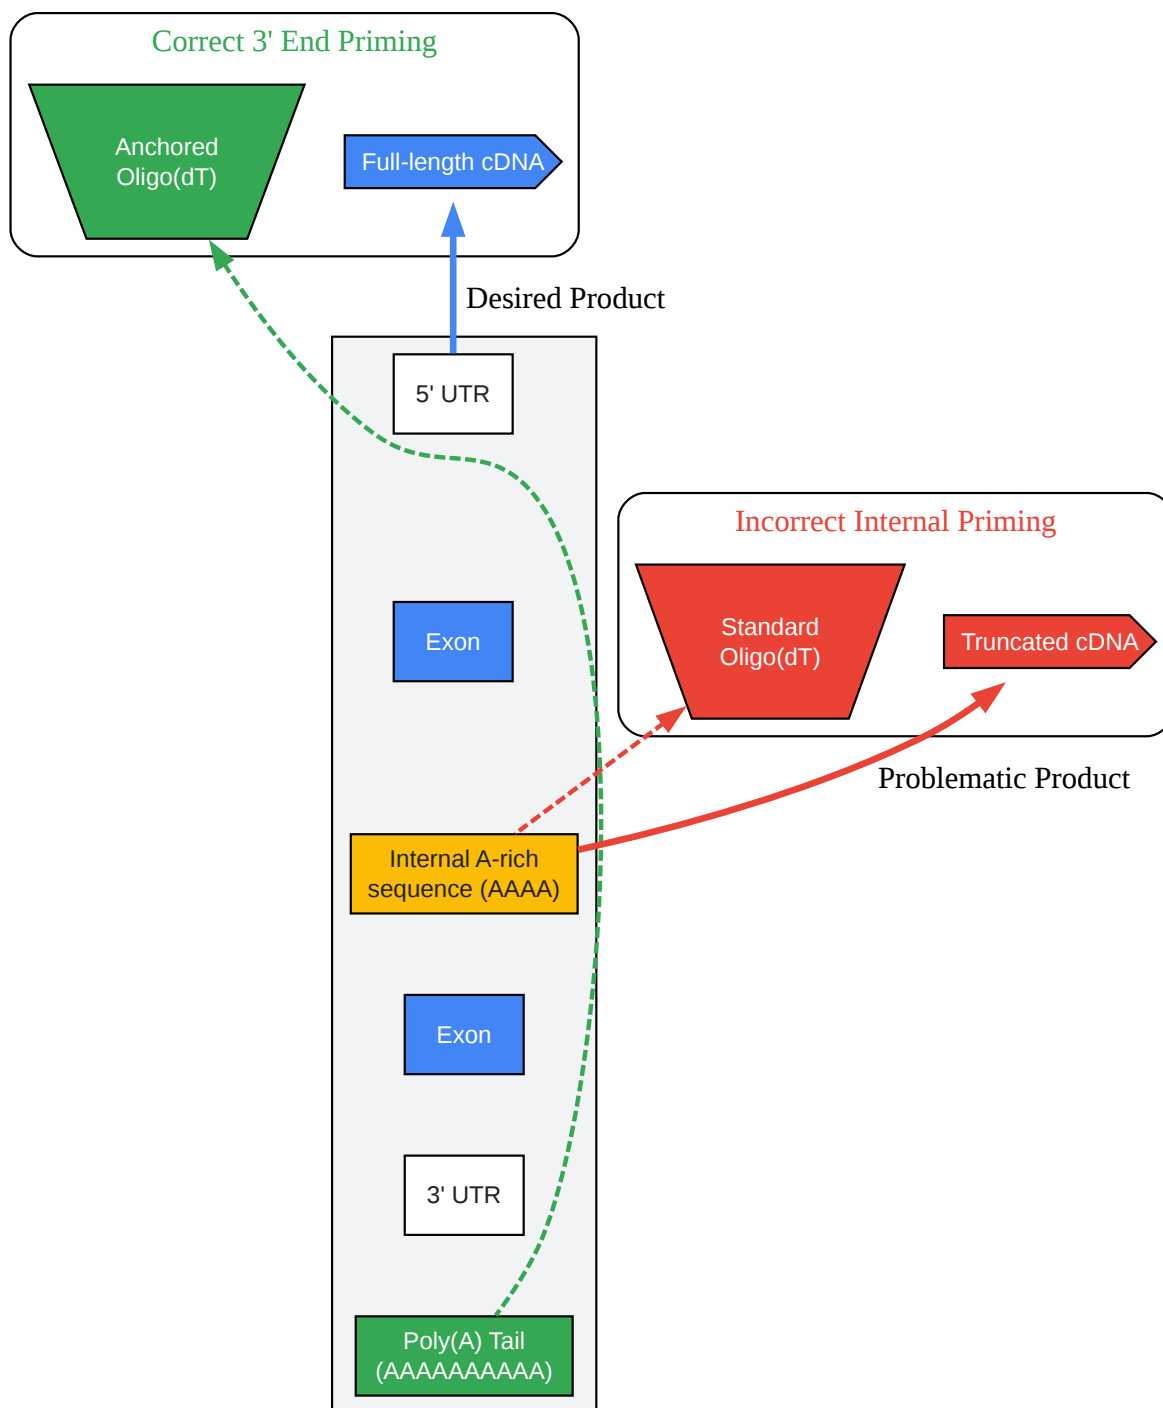 Correct 3' End Priming
Anchored
Oligo(dT)
Full-length cDNA
Desired Product
5' UTR
Incorrect Internal Priming
Standard
Oligo(dT)
Truncated cDNA
Exon
Problematic Product
Internal A-rich
sequence (AAAA)
Exon
3' UTR
Poly(A) Tail
(AAAAAAAAAA)